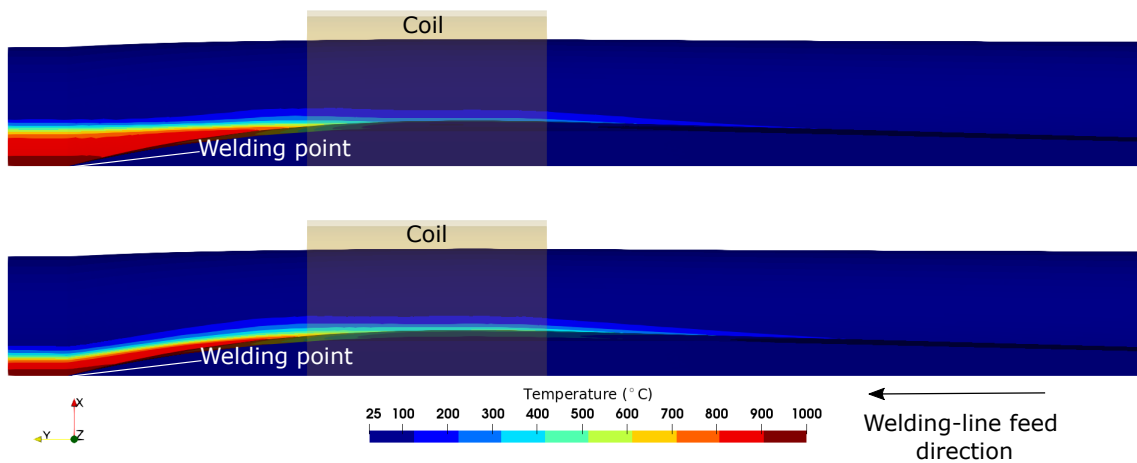 Coil
Welding point
Coil
Welding point
Temperature (°C)
25 100 200 300 400 500 600 700 800 900 1000
X
Y
Z
Welding-line feed
direction